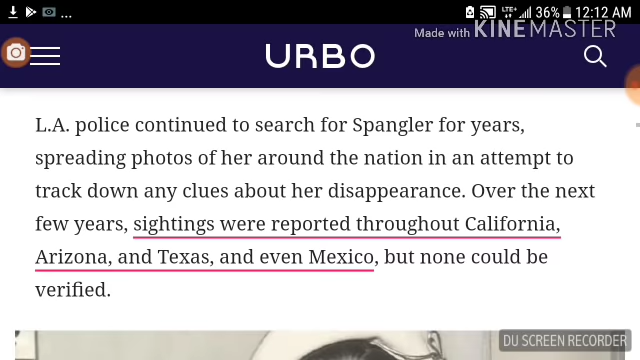 ... LTE+ 36% 12:12 AM
Made with KINEMASTER
URBO
L.A. police continued to search for Spangler for years,
spreading photos of her around the nation in an attempt to
track down any clues about her disappearance. Over the next
few years, sightings were reported throughout California,
Arizona, and Texas, and even Mexico, but none could be
verified.
DU SCREEN RECORDER